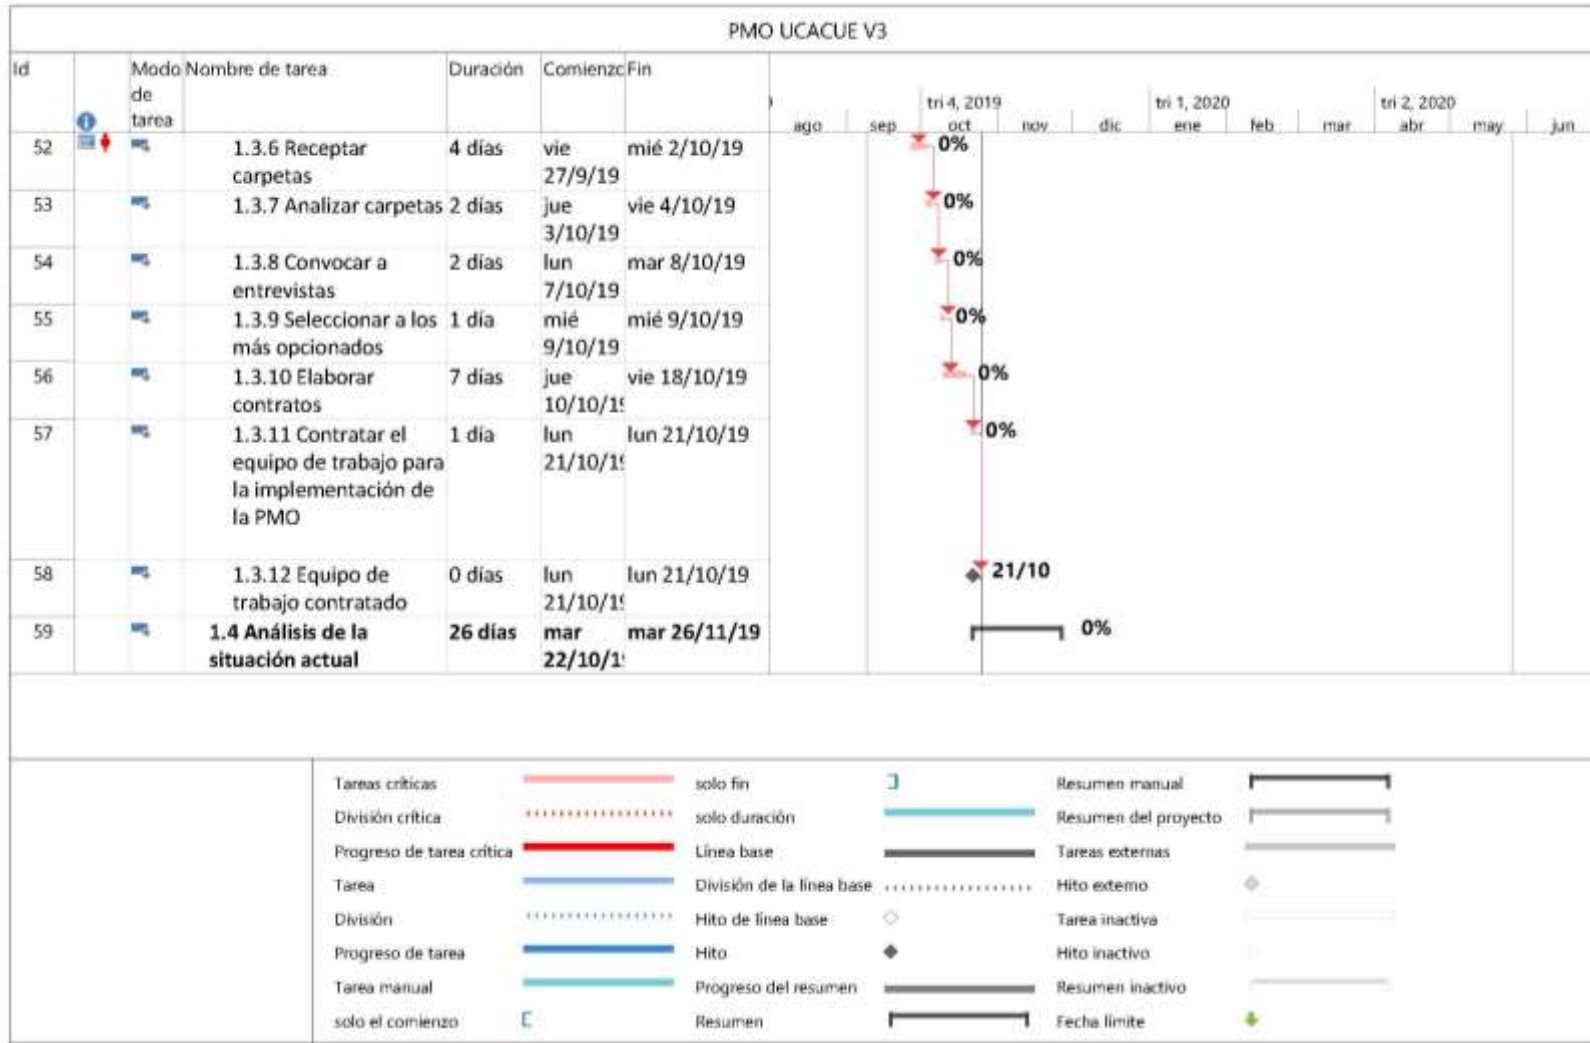 PMO UCACUE V3
Id Modo de tarea Nombre de tarea Duración Comienzo Fin
tri 4, 2019 tri 1, 2020 tri 2, 2020
ago sep oct nov dic ene feb mar abr may jun
52 1.3.6 Receptar carpetas 4 días vie 27/9/19 mié 2/10/19 0%
53 1.3.7 Analizar carpetas 2 días jue 3/10/19 vie 4/10/19 0%
54 1.3.8 Convocar a entrevistas 2 días lun 7/10/19 mar 8/10/19 0%
55 1.3.9 Seleccionar a los más opcionados 1 día mié 9/10/19 mié 9/10/19 0%
56 1.3.10 Elaborar contratos 7 días jue 10/10/19 vie 18/10/19 0%
57 1.3.11 Contratar el equipo de trabajo para la implementación de la PMO 1 día lun 21/10/19 lun 21/10/19 0%
58 1.3.12 Equipo de trabajo contratado 0 días lun 21/10/19 lun 21/10/19 21/10
59 1.4 Análisis de la situación actual 26 días mar 22/10/1 mar 26/11/19 0%
Tareas críticas solo fin Resumen manual
División crítica solo duración Resumen del proyecto
Progreso de tarea crítica Línea base Tareas externas
Tarea División de la línea base Hito externo
División Hito de línea base Tarea inactiva
Progreso de tarea Hito Hito inactivo
Tarea manual Progreso del resumen Resumen inactivo
solo el comienzo Resumen Fecha límite